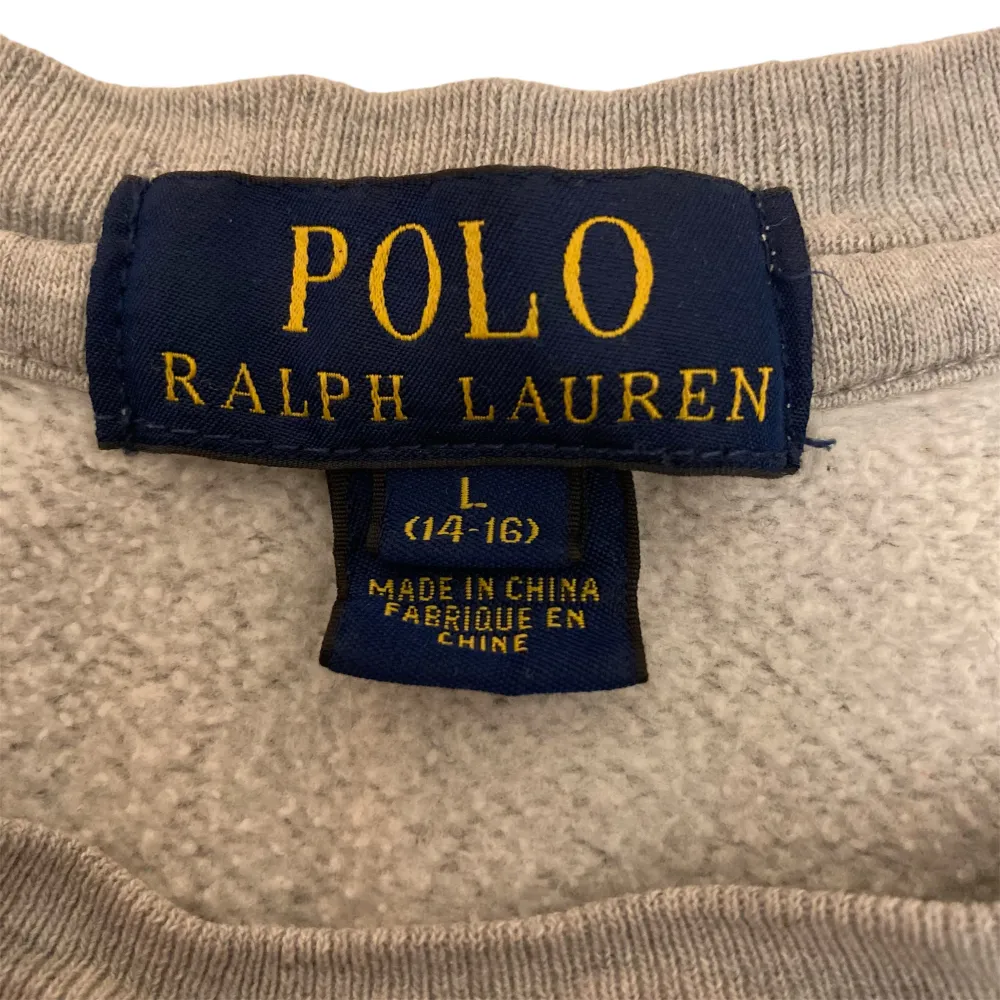 POLO
RALPH LAUREN
L
(14-16)
MADE IN CHINA
FABRIQUE EN
CHINE